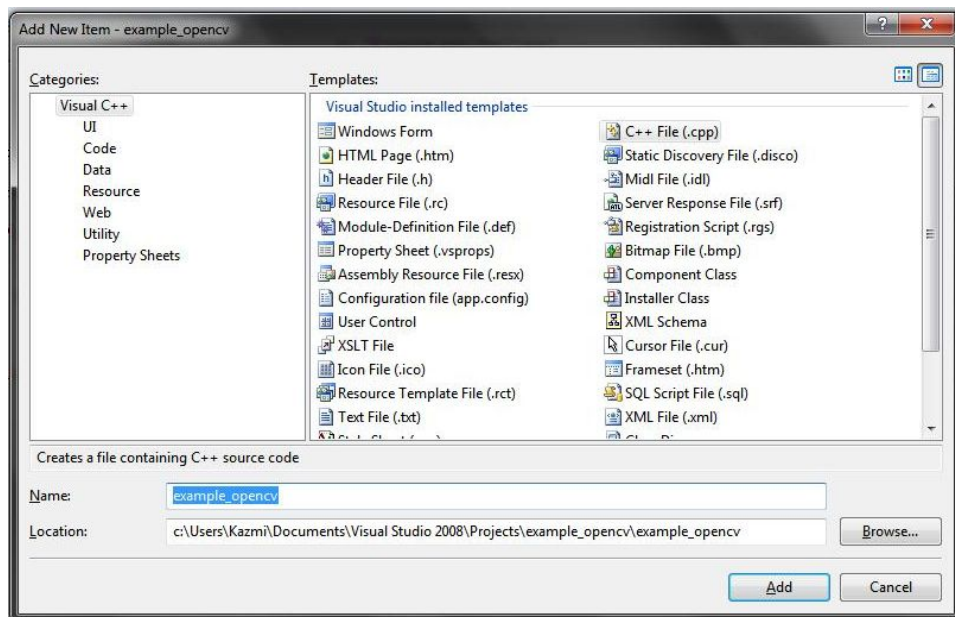 Add New Item - example_opencv
Categories:
Templates:
Visual C++
UI
Code
Data
Resource
Web
Utility
Property Sheets
Visual Studio installed templates
Windows Form
HTML Page (.htm)
Header File (.h)
Resource File (.rc)
Module-Definition File (.def)
Property Sheet (.vsprops)
Assembly Resource File (.resx)
Configuration file (app.config)
User Control
XSLT File
Icon File (.ico)
Resource Template File (.rct)
Text File (.txt)
C++ File (.cpp)
Static Discovery File (.disco)
Midl File (.idl)
Server Response File (.srf)
Registration Script (.rgs)
Bitmap File (.bmp)
Component Class
Installer Class
XML Schema
Cursor File (.cur)
Frameset (.htm)
SQL Script File (.sql)
XML File (.xml)
Creates a file containing C++ source code
Name:
example_opencv
Location:
c:\Users\Kazmi\Documents\Visual Studio 2008\Projects\example_opencv\example_opencv
Browse...
Add
Cancel